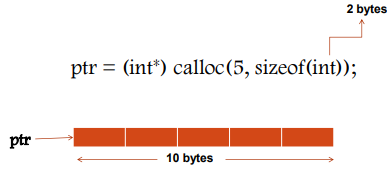 2 bytes
ptr = (int*) calloc(5, sizeof(int));
ptr
10 bytes